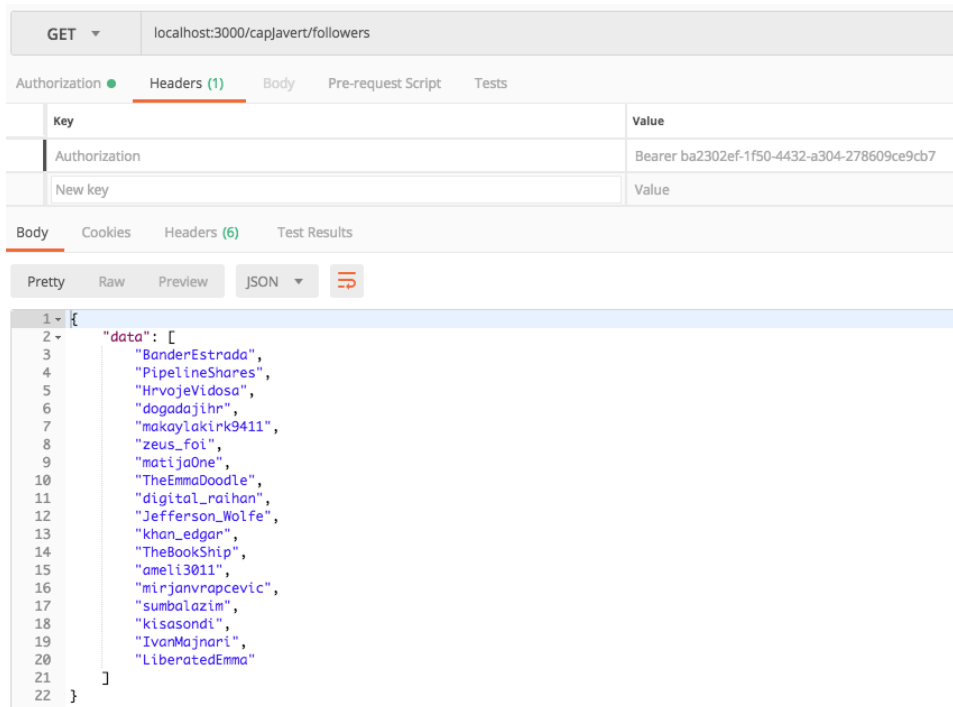 GET localhost:3000/capJavert/followers
Authorization Headers (1) Body Pre-request Script Tests
Key Value
Authorization Bearer ba2302ef-1f50-4432-a304-278609ce9cb7
New key Value
Body Cookies Headers (6) Test Results
Pretty Raw Preview JSON
1 {
2 "data": [
3 "BanderEstrada",
4 "PipelineShares",
5 "HrvojeVidosa",
6 "dogadajihr",
7 "makaylakirk9411",
8 "zeus_foi",
9 "matijaOne",
10 "TheEmmaDoodle",
11 "digital_raihan",
12 "Jefferson_Wolfe",
13 "khan_edgar",
14 "TheBookShip",
15 "ameli3011",
16 "mirjanvrapcevic",
17 "sumbalazim",
18 "kisasondi",
19 "IvanMajnari",
20 "LiberatedEmma"
21 ]
22 }